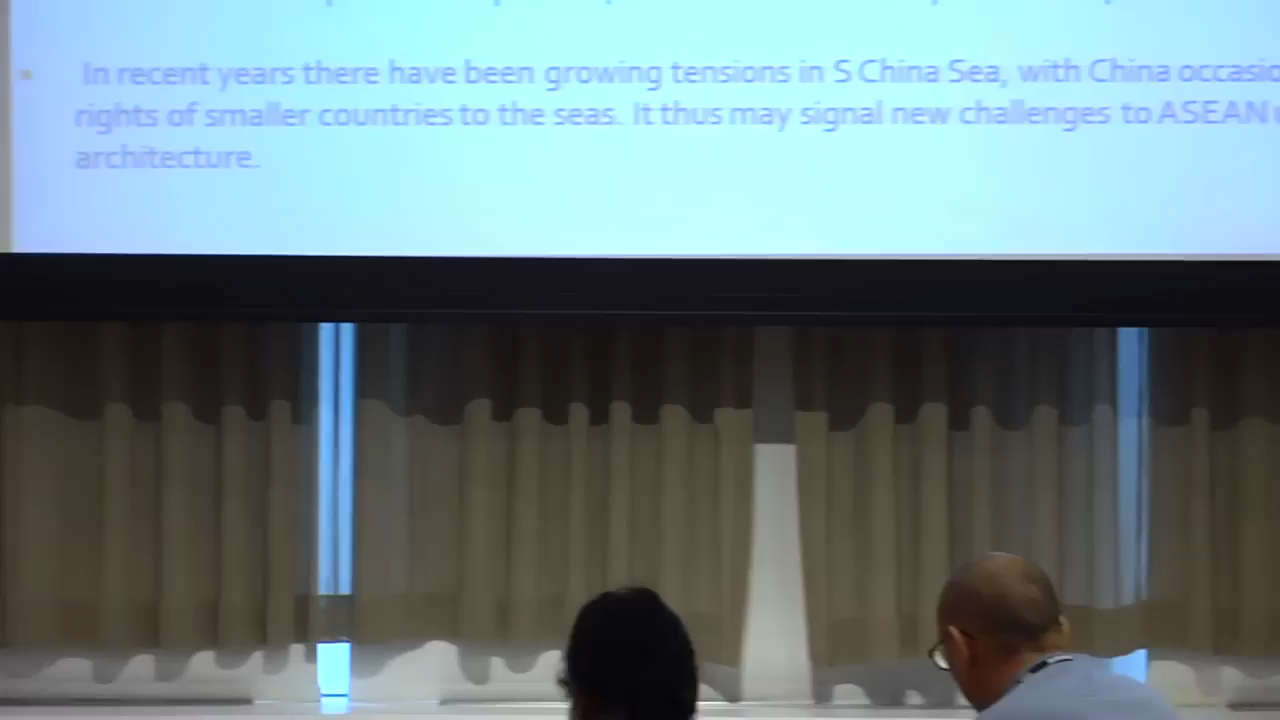 In recent years there have been growing tensions in S China Sea, with China
rights of smaller countries to the seas. It thus may signal new challenges to ASEAN
architecture.